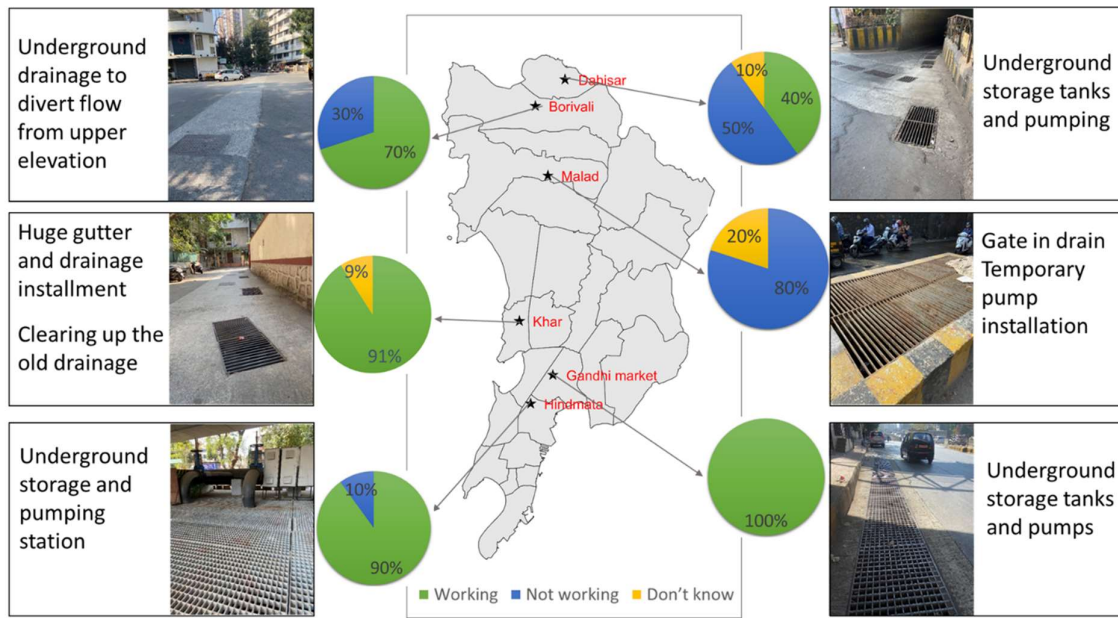 Underground
drainage to
divert flow
from upper
elevation
30%
70%
Dahisar
Borivali
10%
40%
50%
Underground
storage tanks
and pumping
Malad
Huge gutter
and drainage
installment
Clearing up the
old drainage
9%
91%
Khar
20%
80%
Gate in drain
Temporary
pump
installation
Gandhi market
Hindmata
Underground
storage and
pumping
station
10%
90%
100%
Underground
storage tanks
and pumps
Working
Not working
Don't know